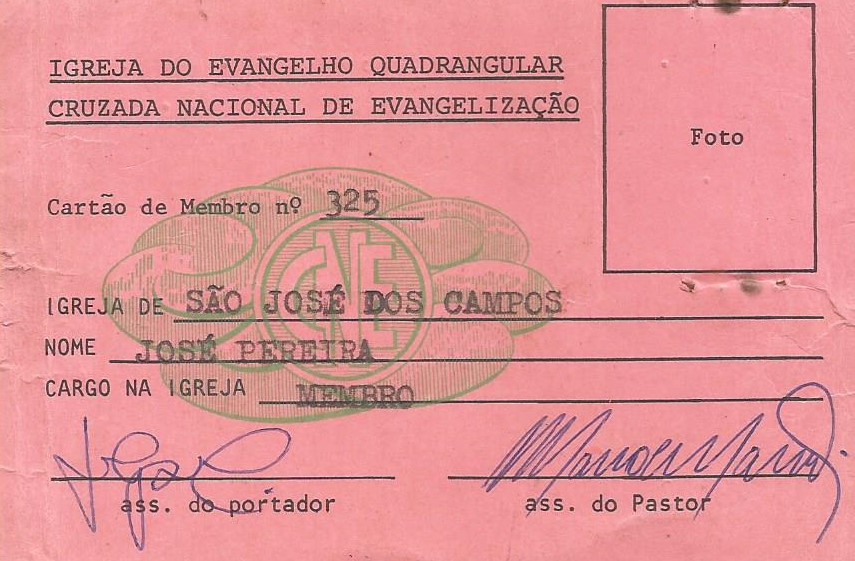 IGREJA DO EVANGELHO QUADRANGULAR
CRUZADA NACIONAL DE EVANGELIZAÇÃO
Foto
Cartão de Membro nº 325
CNE
IGREJA DE SÃO JOSÉ DOS CAMPOS
NOME JOSÉ PEREIRA
CARGO NA IGREJA MEMBRO
ass. do portador
ass. do Pastor